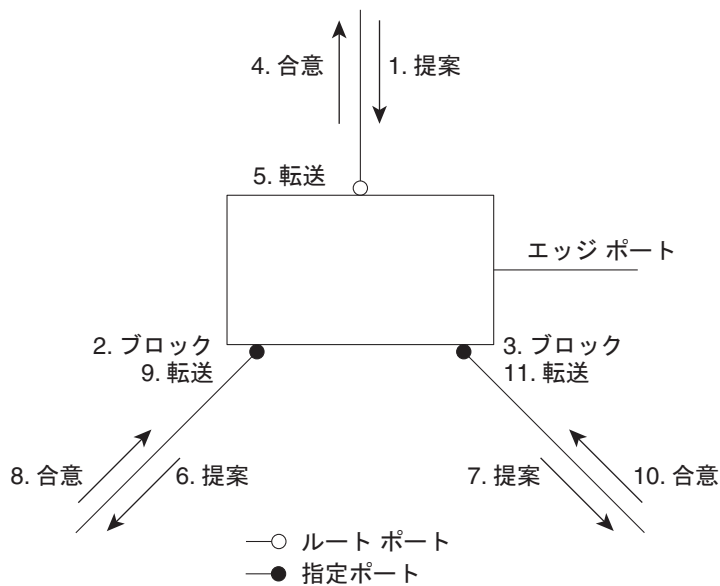 4. 合意
1. 提案
5. 転送
エッジ ポート
2. ブロック
9. 転送
3. ブロック
11. 転送
8. 合意
6. 提案
7. 提案
10. 合意
ルート ポート
指定ポート